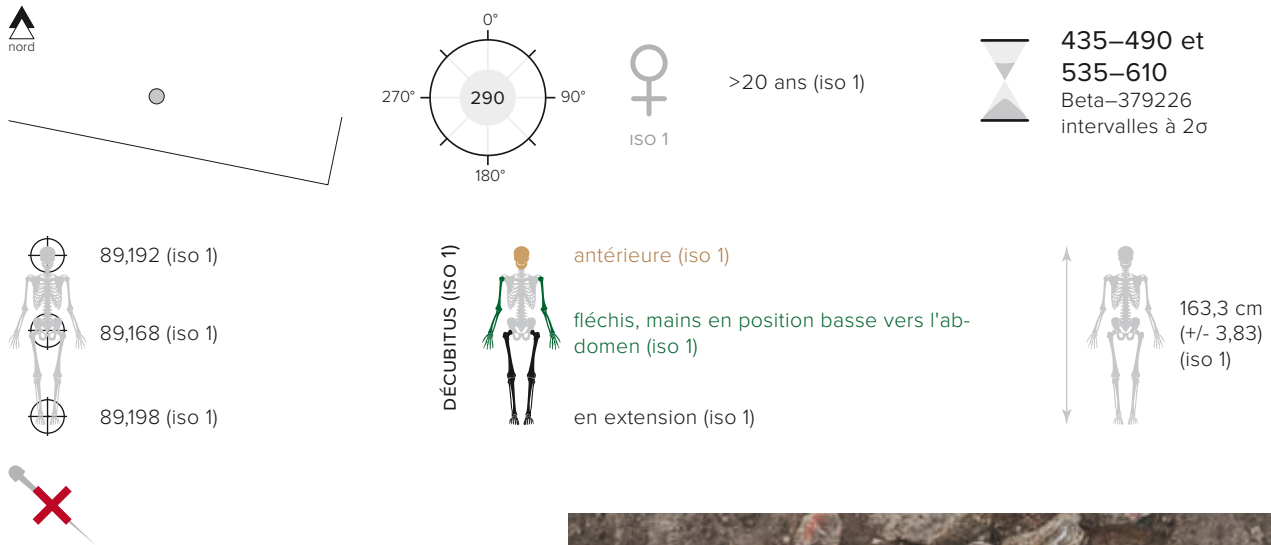 nord
0°
270°
290
90°
180°
ISO 1
>20 ans (iso 1)
435–490 et
535–610
Beta–379226
intervalles à 2σ
89,192 (iso 1)
89,168 (iso 1)
89,198 (iso 1)
DÉCUBITUS (ISO 1)
antérieure (iso 1)
fléchis, mains en position basse vers l'ab-
domen (iso 1)
en extension (iso 1)
163,3 cm
(+/- 3,83)
(iso 1)